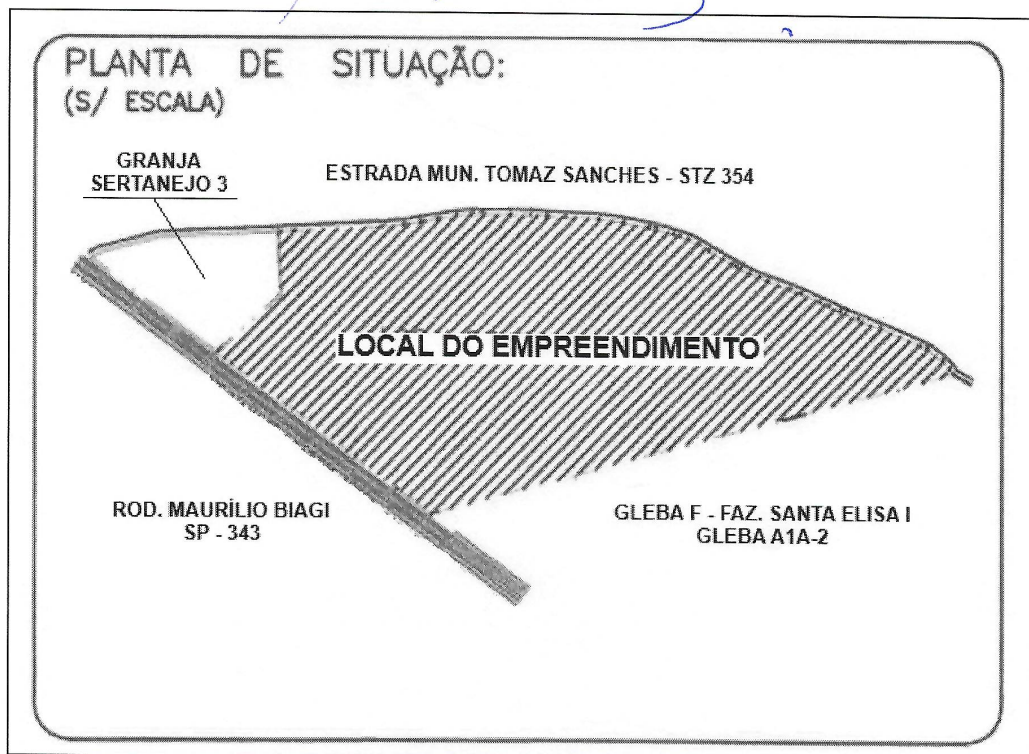 PLANTA DE SITUAÇÃO:
(S/ ESCALA)
GRANJA
SERTANEJO 3
ESTRADA MUN. TOMAZ SANCHES - STZ 354
LOCAL DO EMPREENDIMENTO
ROD. MAURÍLIO BIAGI
SP - 343
GLEBA F - FAZ. SANTA ELISA I
GLEBA A1A-2